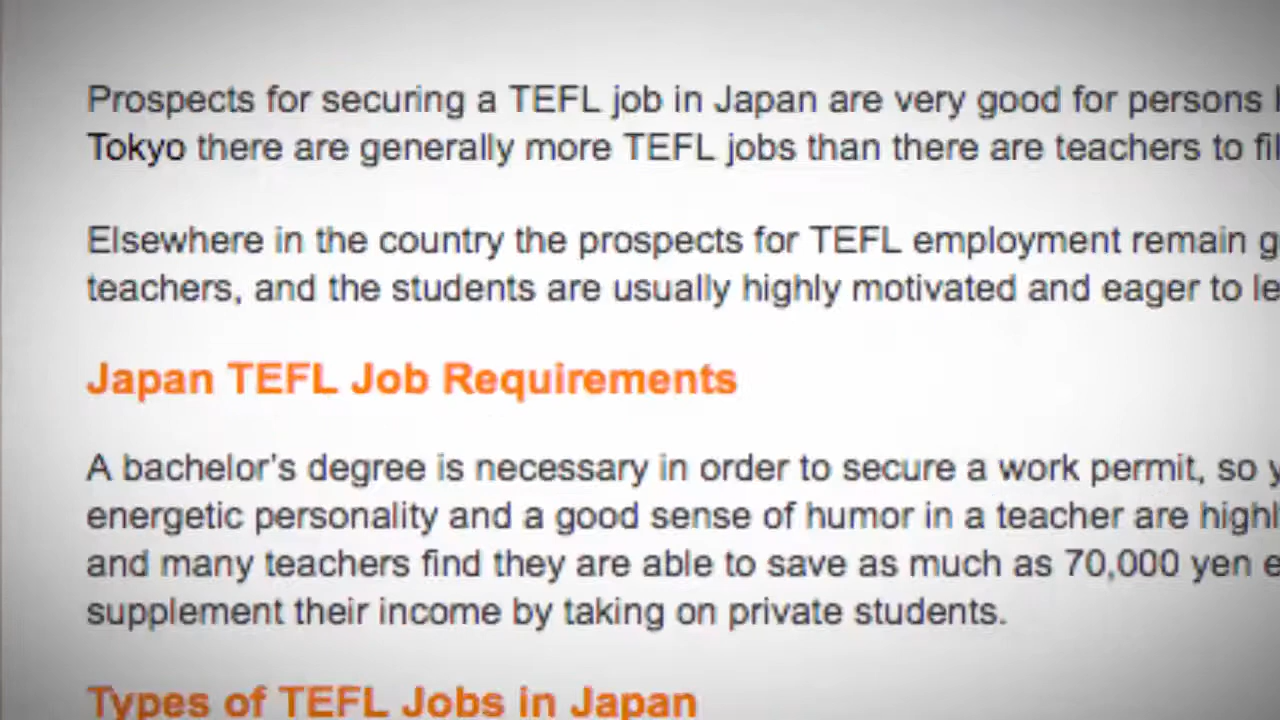 Prospects for securing a TEFL job in Japan are very good for persons
Tokyo there are generally more TEFL jobs than there are teachers to
Elsewhere in the country the prospects for TEFL employment remain
teachers, and the students are usually highly motivated and eager to
Japan TEFL Job Requirements
A bachelor's degree is necessary in order to secure a work permit, so
energetic personality and a good sense of humor in a teacher are
and many teachers find they are able to save as much as 70,000 yen
supplement their income by taking on private students.
Types of TEFL Jobs in Japan